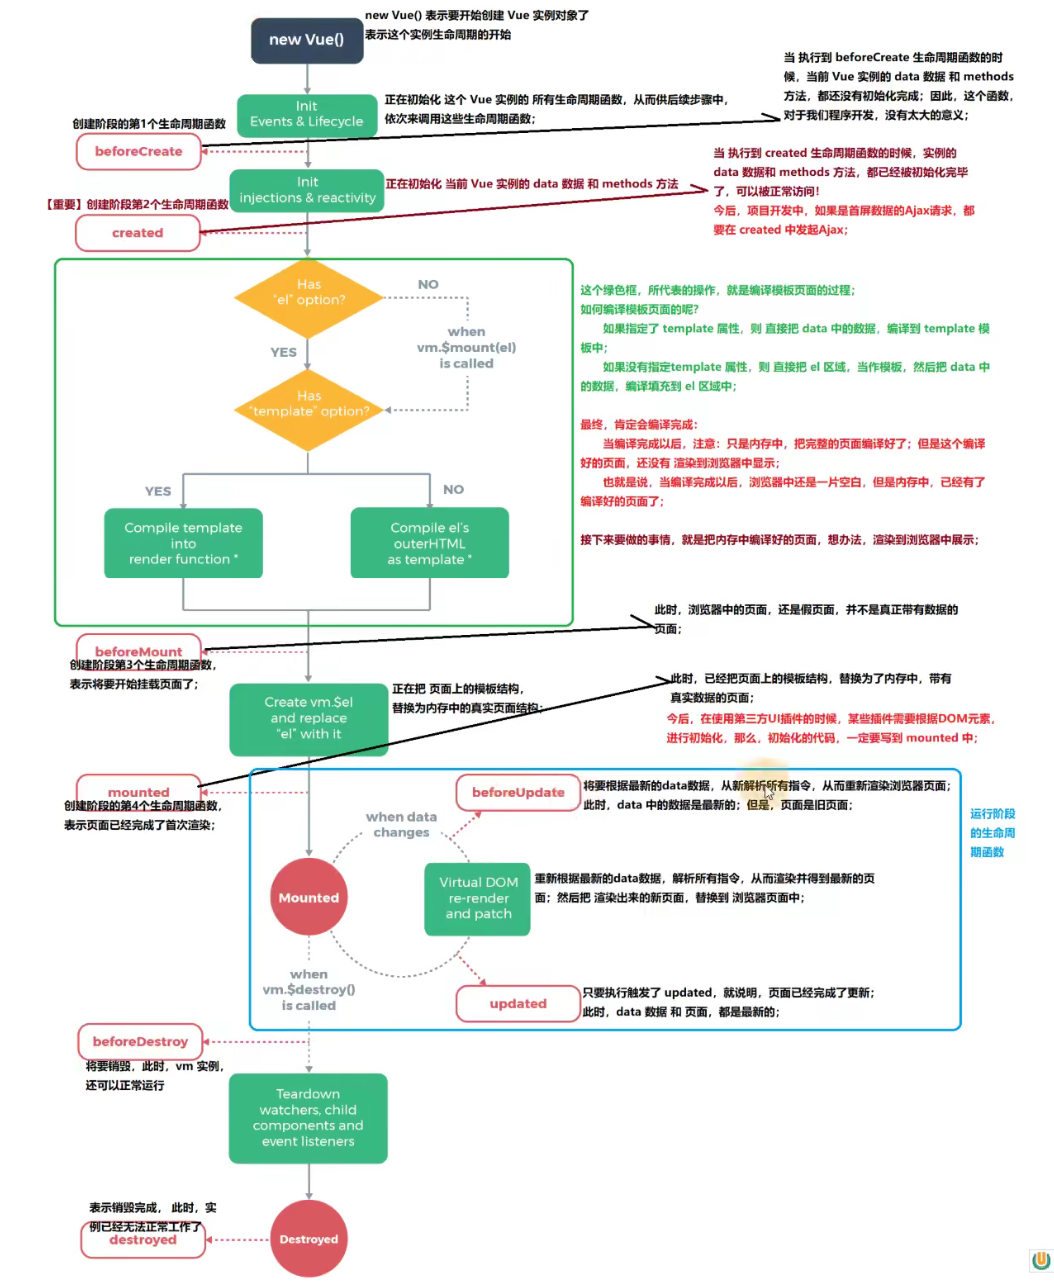 new Vue() 表示要开始创建 Vue 实例对象了
表示这个实例生命周期的开始
new Vue()
当 执行到 beforeCreate 生命周期函数的时
候，当前 Vue 实例的 data 数据 和 methods
方法，都还没有初始化完成；因此，这个函数，
对于我们程序开发，没有太大的意义；
Init
Events & Lifecycle
正在初始化 这个 Vue 实例的 所有生命周期函数，从而供后续步骤中，
依次来调用这些生命周期函数；
创建阶段的第1个生命周期函数
beforeCreate
当 执行到 created 生命周期函数的时候，实例的
data 数据和 methods 方法，都已经被初始化完毕
了，可以被正常访问！
今后，项目开发中，如果是首屏数据的Ajax请求，都
要在 created 中发起Ajax；
Init
injections & reactivity
正在初始化 当前 Vue 实例的 data 数据 和 methods 方法
【重要】创建阶段第2个生命周期函数
created
Has
"el" option?
NO
when
vm.$mount(el)
is called
YES
Has
"template" option?
YES
NO
Compile template
into
render function *
Compile el's
outerHTML
as template *
这个绿色框，所代表的操作，就是编译模板页面的过程；
如何编译模板页面的呢？
如果指定了 template 属性，则 直接把 data 中的数据，编译到 template 模
板中；
如果没有指定template 属性，则 直接把 el 区域，当作模板，然后把 data 中
的数据，编译填充到 el 区域中；
最终，肯定会编译完成：
当编译完成以后，注意：只是内存中，把完整的页面编译好了；但是这个编译
好的页面，还没有 渲染到浏览器中显示；
也就是说，当编译完成以后，浏览器中还是一片空白，但是内存中，已经有了
编译好的页面了；
接下来要做的事情，就是把内存中编译好的页面，想办法，渲染到浏览器中展示；
此时，浏览器中的页面，还是假页面，并不是真正带有数据的
页面；
beforeMount
创建阶段第3个生命周期函数，
表示将要开始挂载页面了；
Create vm.$el
and replace
"el" with it
正在把 页面上的模板结构，
替换为内存中的真实页面结构；
此时，已经把页面上的模板结构，替换为了内存中，带有
真实数据的页面；
今后，在使用第三方UI插件的时候，某些插件需要根据DOM元素，
进行初始化，那么，初始化的代码，一定要写到 mounted 中；
mounted
创建阶段的第4个生命周期函数，
表示页面已经完成了首次渲染；
beforeUpdate
将要根据最新的data数据，从新解析所有指令，从而重新渲染浏览器页面；
此时，data 中的数据是最新的；但是，页面是旧页面；
运行阶段
的生命周
期函数
when data
changes
Mounted
Virtual DOM
re-render
and patch
重新根据最新的data数据，解析所有指令，从而渲染并得到最新的页
面；然后把 渲染出来的新页面，替换到 浏览器页面中；
when
vm.$destroy()
is called
updated
只要执行触发了 updated，就说明，页面已经完成了更新；
此时，data 数据 和 页面，都是最新的；
beforeDestroy
将要销毁，此时，vm 实例，
还可以正常运行
Teardown
watchers, child
components and
event listeners
表示销毁完成， 此时，实
例已经无法正常工作了
destroyed
Destroyed